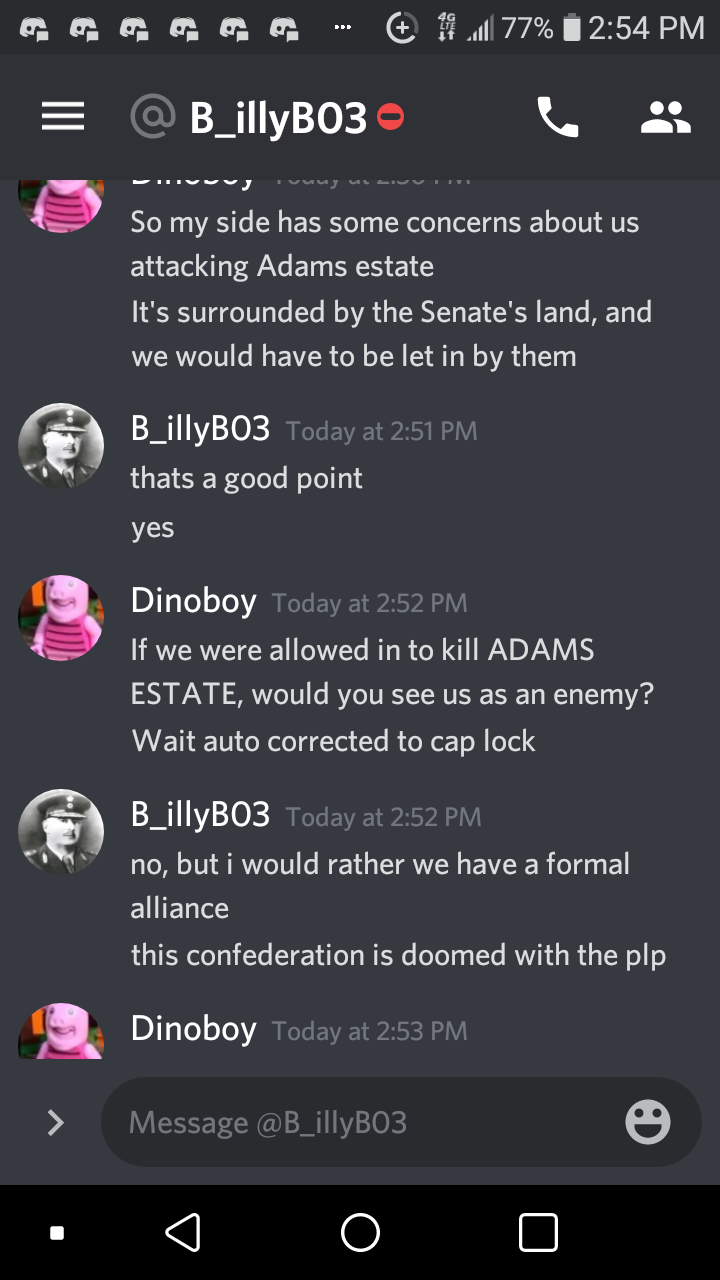 4G
LTE
77%
2:54 PM
@ B_illyB03
Dinoboy Today at 2:50 PM
So my side has some concerns about us
attacking Adams estate
It's surrounded by the Senate's land, and
we would have to be let in by them
B_illyB03 Today at 2:51 PM
thats a good point
yes
Dinoboy Today at 2:52 PM
If we were allowed in to kill ADAMS
ESTATE, would you see us as an enemy?
Wait auto corrected to cap lock
B_illyB03 Today at 2:52 PM
no, but i would rather we have a formal
alliance
this confederation is doomed with the plp
Dinoboy Today at 2:53 PM
Message @B_illyB03